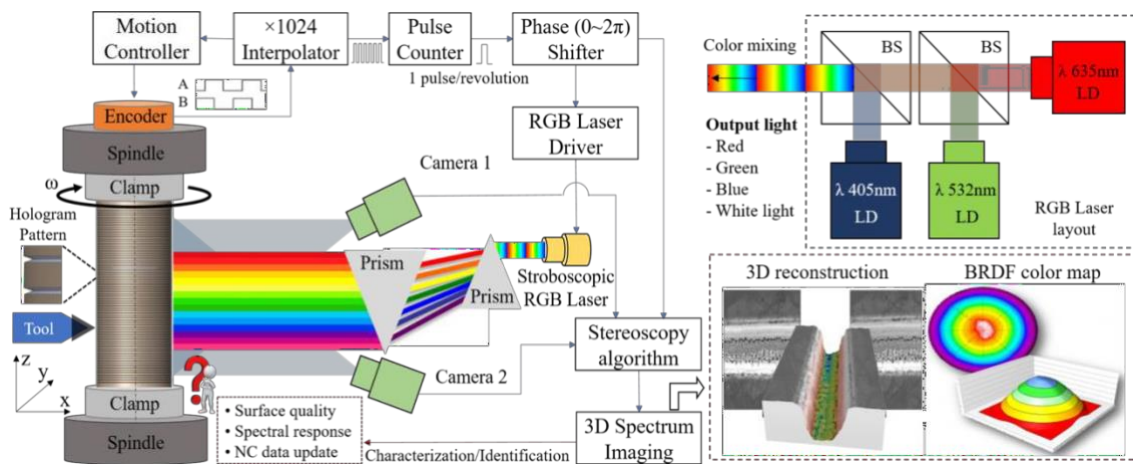 Motion
Controller
×1024
Interpolator
Pulse
Counter
Phase (0~2π)
Shifter
1 pulse/revolution
A
B
Encoder
Spindle
Clamp
ω
RGB Laser
Driver
Camera 1
Hologram
Pattern
Prism
Prism
Stroboscopic
RGB Laser
Tool
z
y
x
Stereoscopy
algorithm
Camera 2
Clamp
Spindle
?
• Surface quality
• Spectral response
• NC data update
Characterization/Identification
3D Spectrum
Imaging
Color mixing
BS
BS
λ 635nm
LD
Output light
- Red
- Green
- Blue
- White light
λ 405nm
LD
λ 532nm
LD
RGB Laser
layout
3D reconstruction
BRDF color map